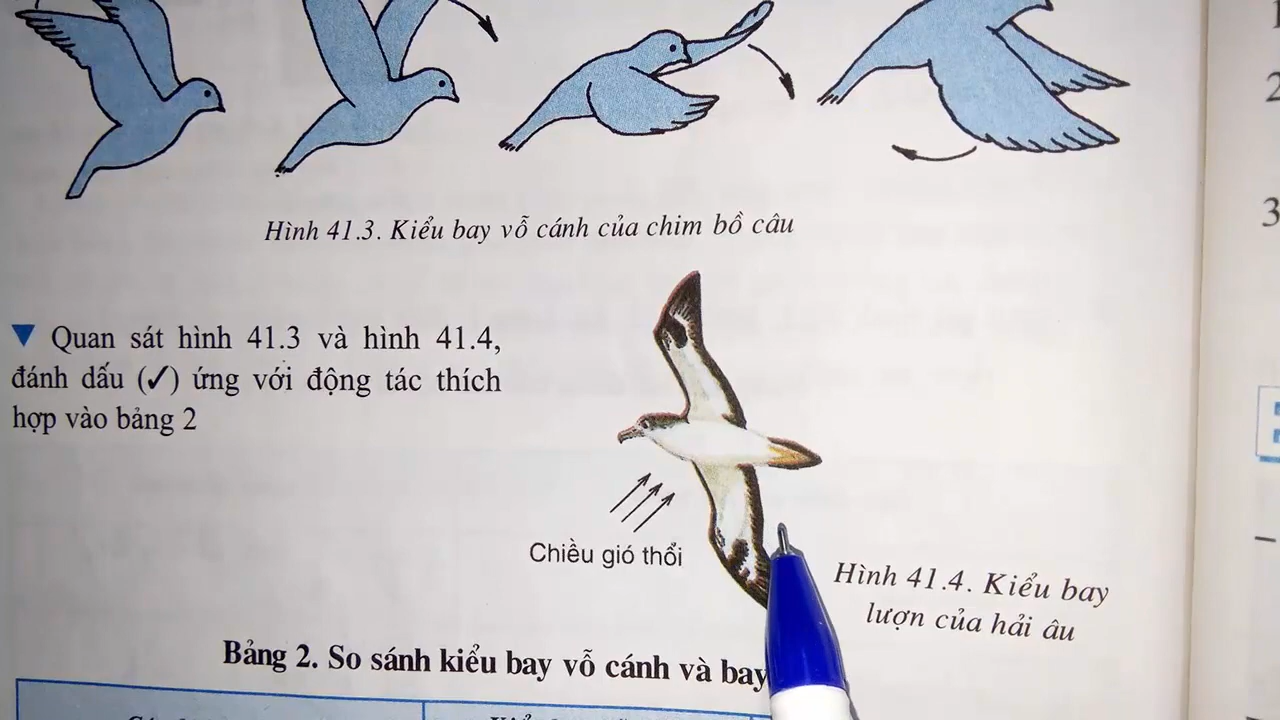 Hình 41.3. Kiểu bay vỗ cánh của chim bồ câu
▼ Quan sát hình 41.3 và hình 41.4,
đánh dấu (✓) ứng với động tác thích
hợp vào bảng 2
Chiều gió thổi
Hình 41.4. Kiểu bay
lượn của hải âu
Bảng 2. So sánh kiểu bay vỗ cánh và bay
2
3